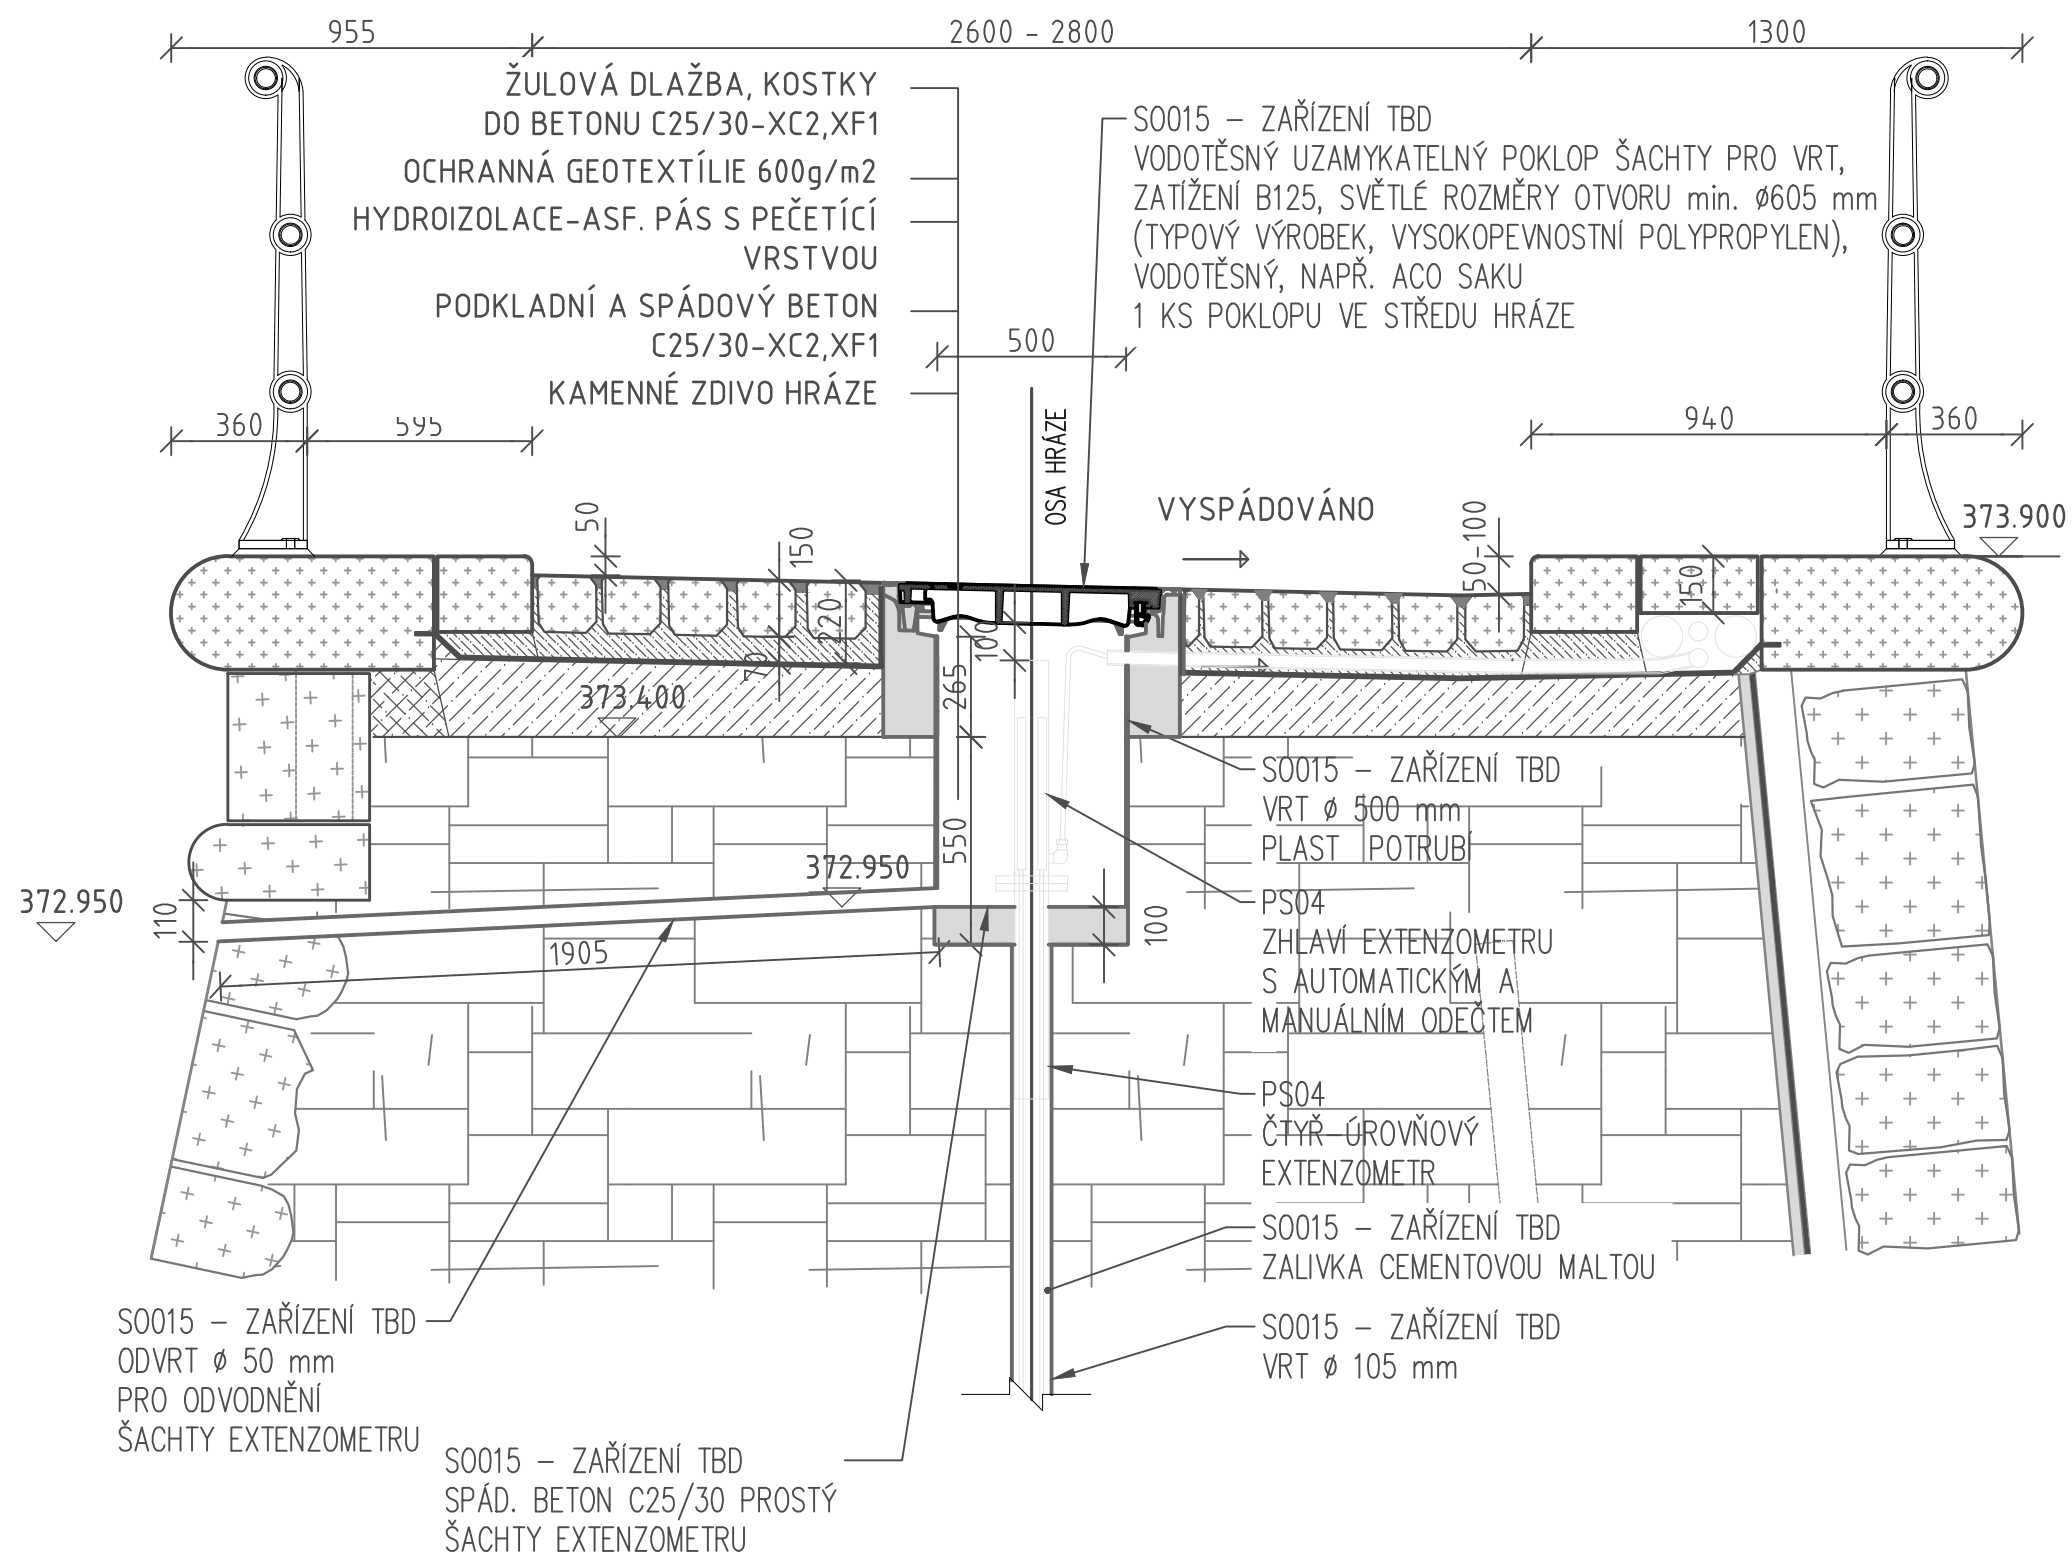 955
2600 - 2800
1300
ŽULOVÁ DLAŽBA, KOSTKY
DO BETONU C25/30-XC2,XF1
OCHRANNÁ GEOTEXTÍLIE 600g/m2
HYDROIZOLACE-ASF. PÁS S PEČETÍCÍ
VRSTVOU
PODKLADNÍ A SPÁDOVÝ BETON
C25/30-XC2,XF1
KAMENNÉ ZDIVO HRÁZE
SO015 - ZAŘÍZENÍ TBD
VODOTĚSNÝ UZAMYKATELNÝ POKLOP ŠACHTY PRO VRT,
ZATÍŽENÍ B125, SVĚTLÉ ROZMĚRY OTVORU min. Ø605 mm
(TYPOVÝ VÝROBEK, VYSOKOPEVNOSTNÍ POLYPROPYLEN),
VODOTĚSNÝ, NAPŘ. ACO SAKU
1 KS POKLOPU VE STŘEDU HRÁZE
500
360
595
940
360
OSA HRÁZE
VYSPÁDOVÁNO
373.900
50
150
220
70
50-100
150
100
265
550
373.400
372.950
372.950
110
1905
100
SO015 - ZAŘÍZENÍ TBD
VRT ø 500 mm
PLAST POTRUBÍ
PS04
ZHLAVÍ EXTENZOMETRU
S AUTOMATICKÝM A
MANUÁLNÍM ODEČTEM
PS04
ČTYŘ-ÚROVŇOVÝ
EXTENZOMETR
SO015 - ZAŘÍZENÍ TBD
ZALIVKA CEMENTOVOU MALTOU
SO015 - ZAŘÍZENÍ TBD
VRT ø 105 mm
SO015 - ZAŘÍZENÍ TBD
ODVRT ø 50 mm
PRO ODVODNĚNÍ
ŠACHTY EXTENZOMETRU
SO015 - ZAŘÍZENÍ TBD
SPÁD. BETON C25/30 PROSTÝ
ŠACHTY EXTENZOMETRU